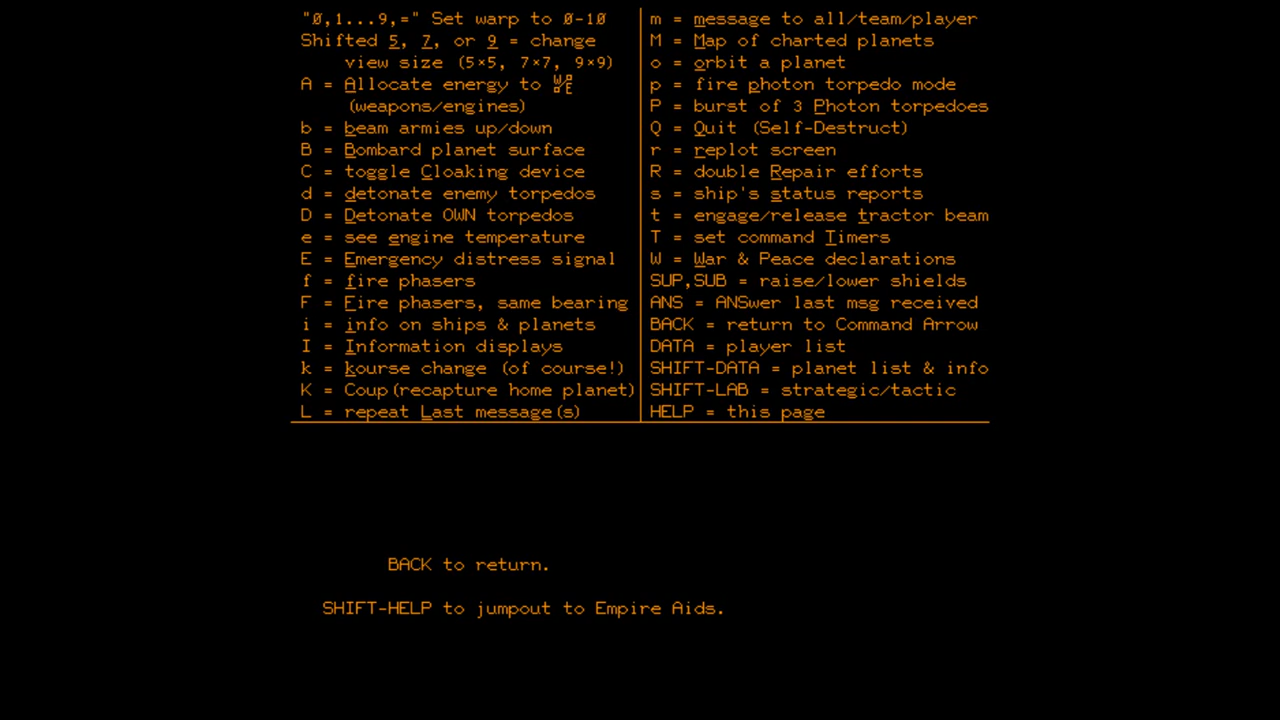 "0,1...9,=" Set warp to 0-10
Shifted 5, 7, or 9 = change
view size (5×5, 7×7, 9×9)
A = Allocate energy to W/E
(weapons/engines)
b = beam armies up/down
B = Bombard planet surface
C = toggle Cloaking device
d = detonate enemy torpedos
D = Detonate OWN torpedos
e = see engine temperature
E = Emergency distress signal
f = fire phasers
F = Fire phasers, same bearing
i = info on ships & planets
I = Information displays
k = kourse change (of course!)
K = Coup(recapture home planet)
L = repeat Last message(s)
m = message to all/team/player
M = Map of charted planets
o = orbit a planet
p = fire photon torpedo mode
P = burst of 3 Photon torpedoes
Q = Quit (Self-Destruct)
r = replot screen
R = double Repair efforts
s = ship's status reports
t = engage/release tractor beam
T = set command Timers
W = War & Peace declarations
SUP,SUB = raise/lower shields
ANS = ANSwer last msg received
BACK = return to Command Arrow
DATA = player list
SHIFT-DATA = planet list & info
SHIFT-LAB = strategic/tactic
HELP = this page
BACK to return.
SHIFT-HELP to jumpout to Empire Aids.